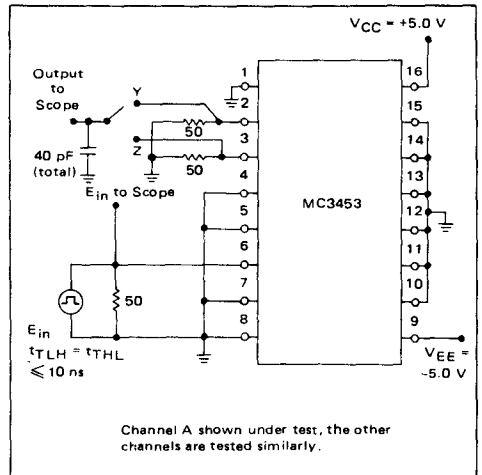 VCC = +5.0 V
Output
to
Scope
Y
Z
50
50
40 pF
(total)
Ein to Scope
50
Ein
tTLH = tTHL
≤ 10 ns
1
2
3
4
5
6
7
8
MC3453
16
15
14
13
12
11
10
9
VEE =
-5.0 V
Channel A shown under test, the other
channels are tested similarly.